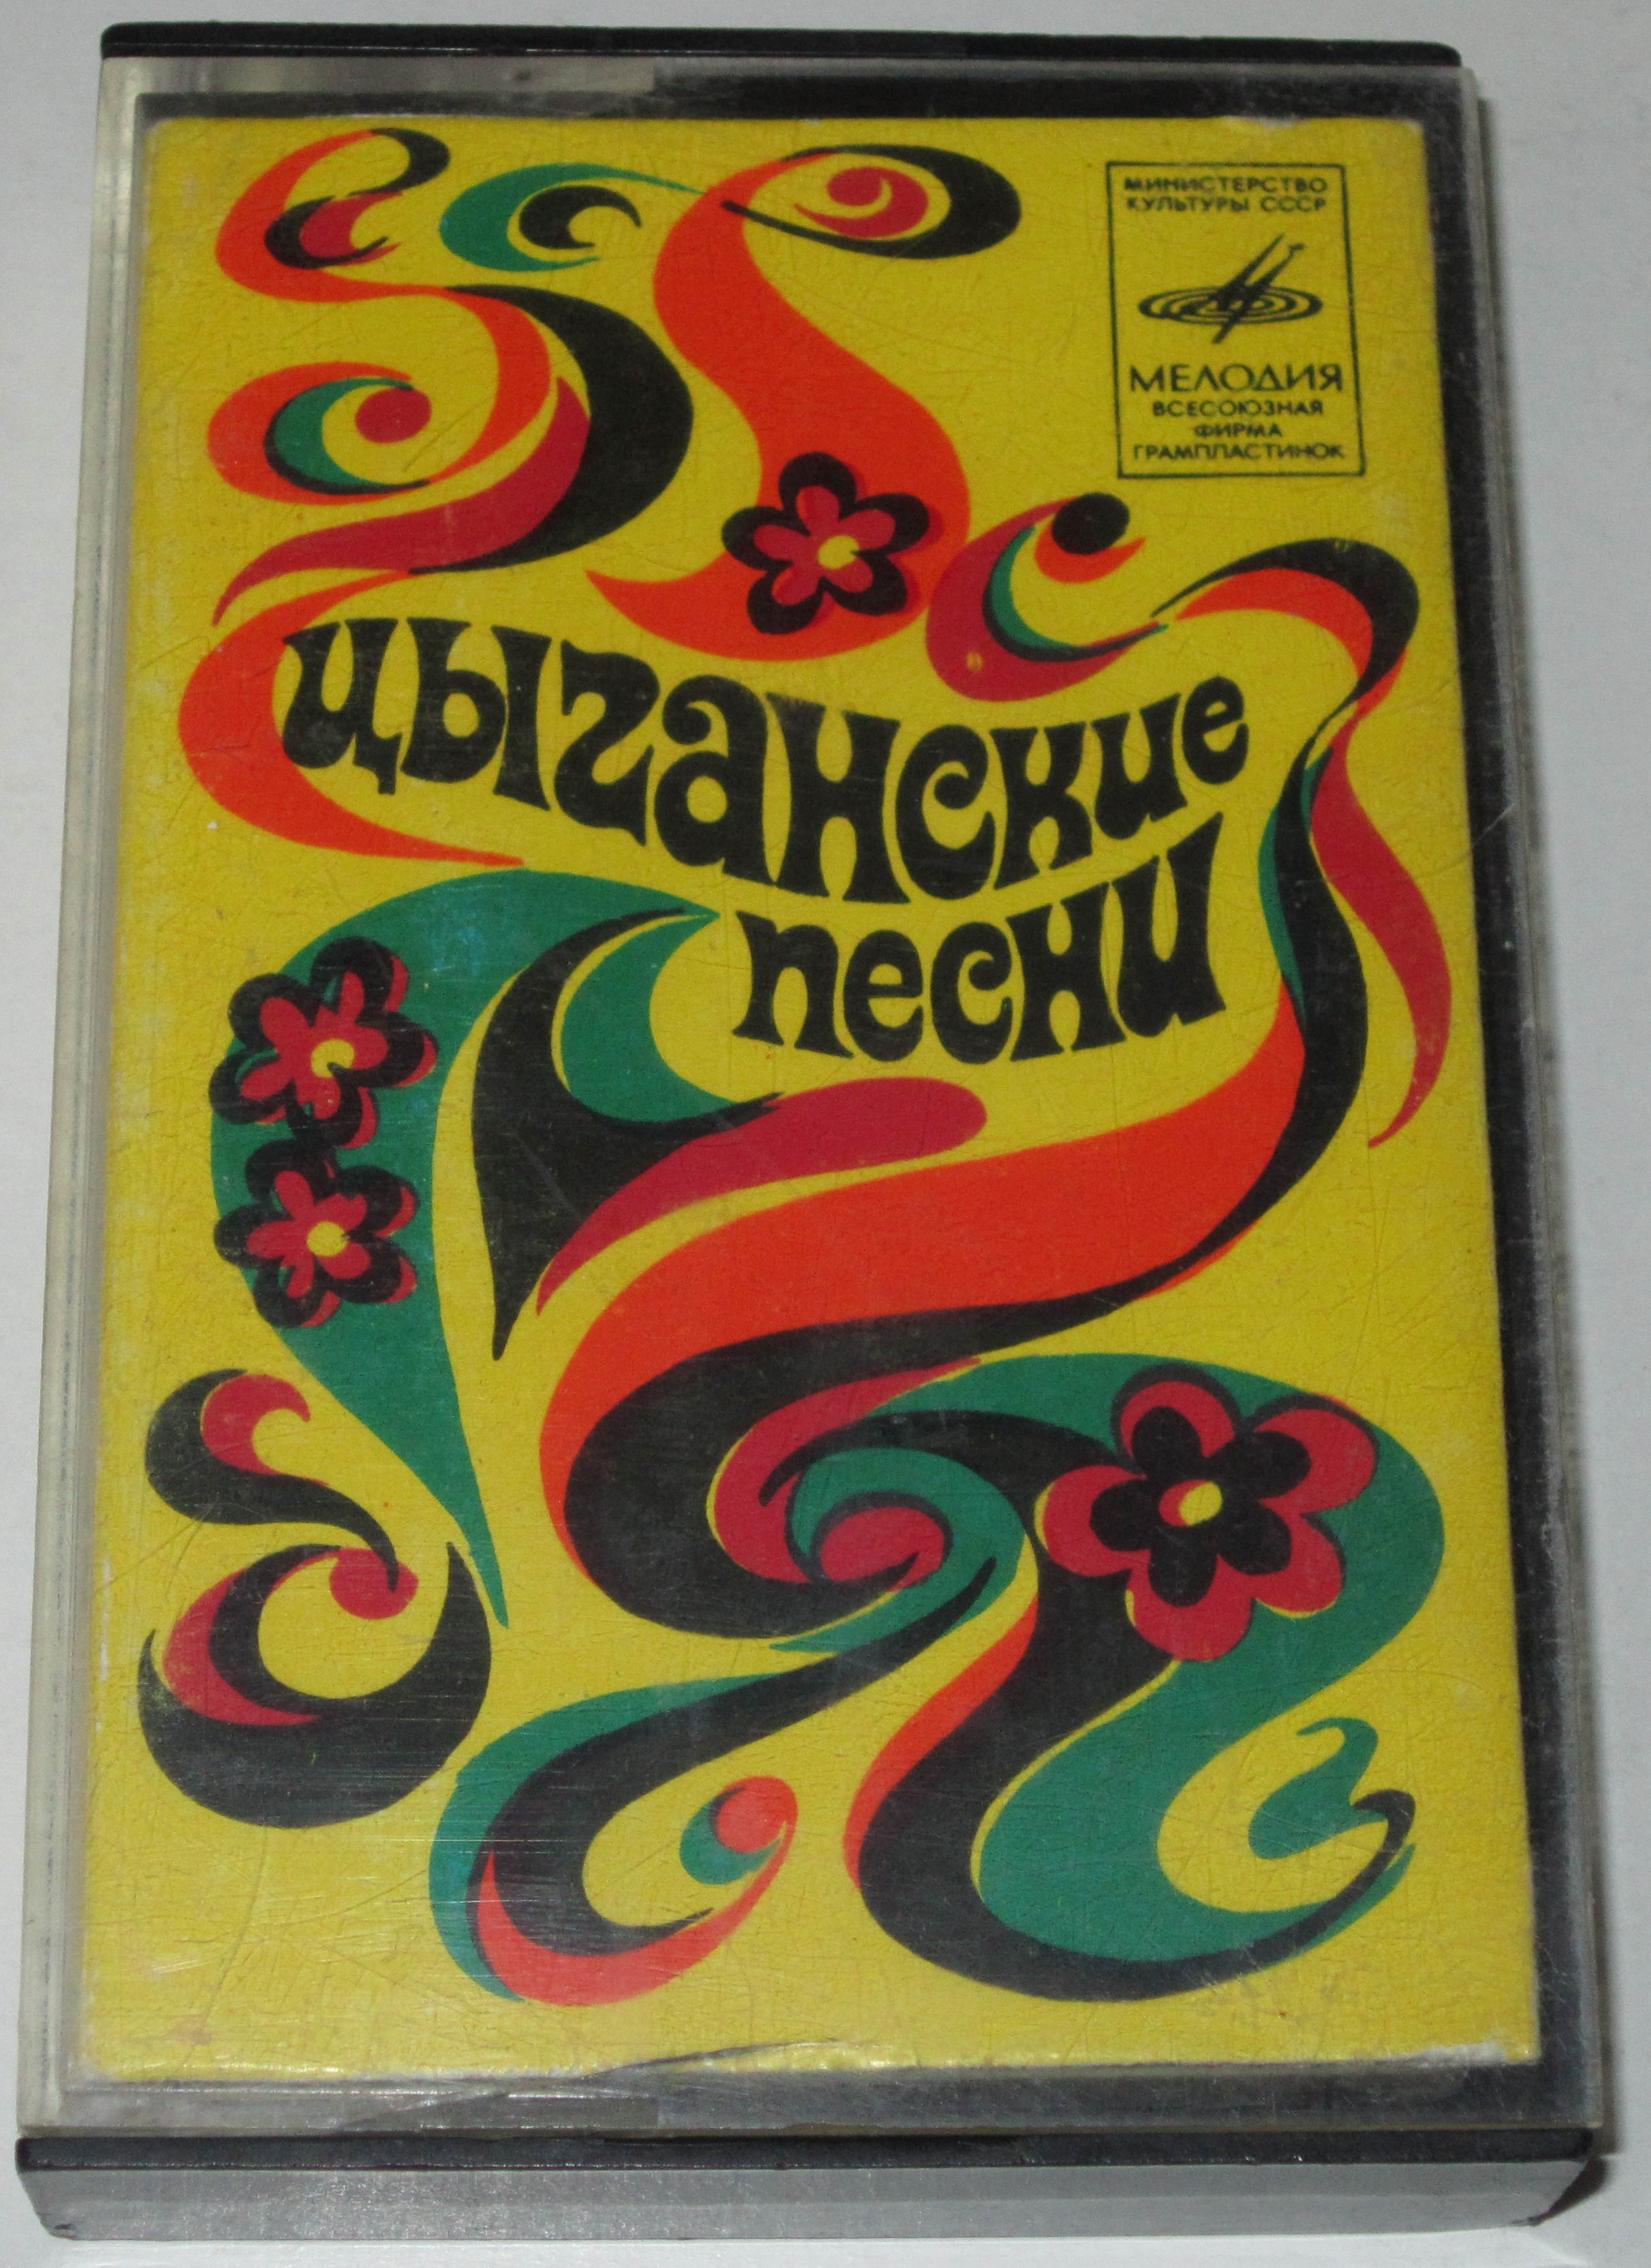 МИНИСТЕРСТВО
КУЛЬТУРЫ СССР
МЕЛОДИЯ
ВСЕСОЮЗНАЯ
ФИРМА
ГРАМПЛАСТИНОК
цыганские
песни